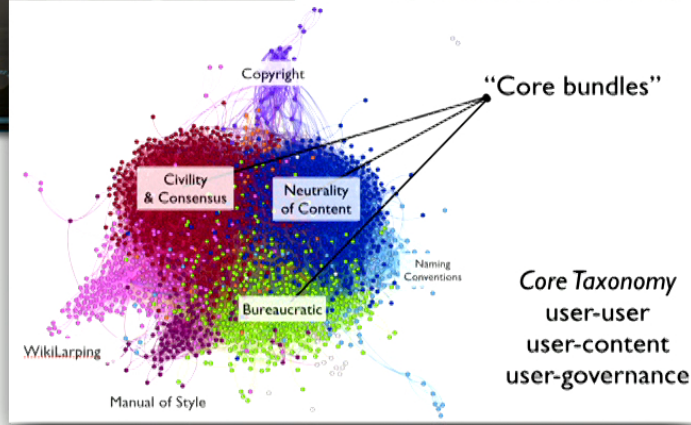 Copyright
“Core bundles”
Civility
& Consensus
Neutrality
of Content
Naming
Conventions
Core Taxonomy
user-user
user-content
user-governance
Bureaucratic
WikiLarping
Manual of Style